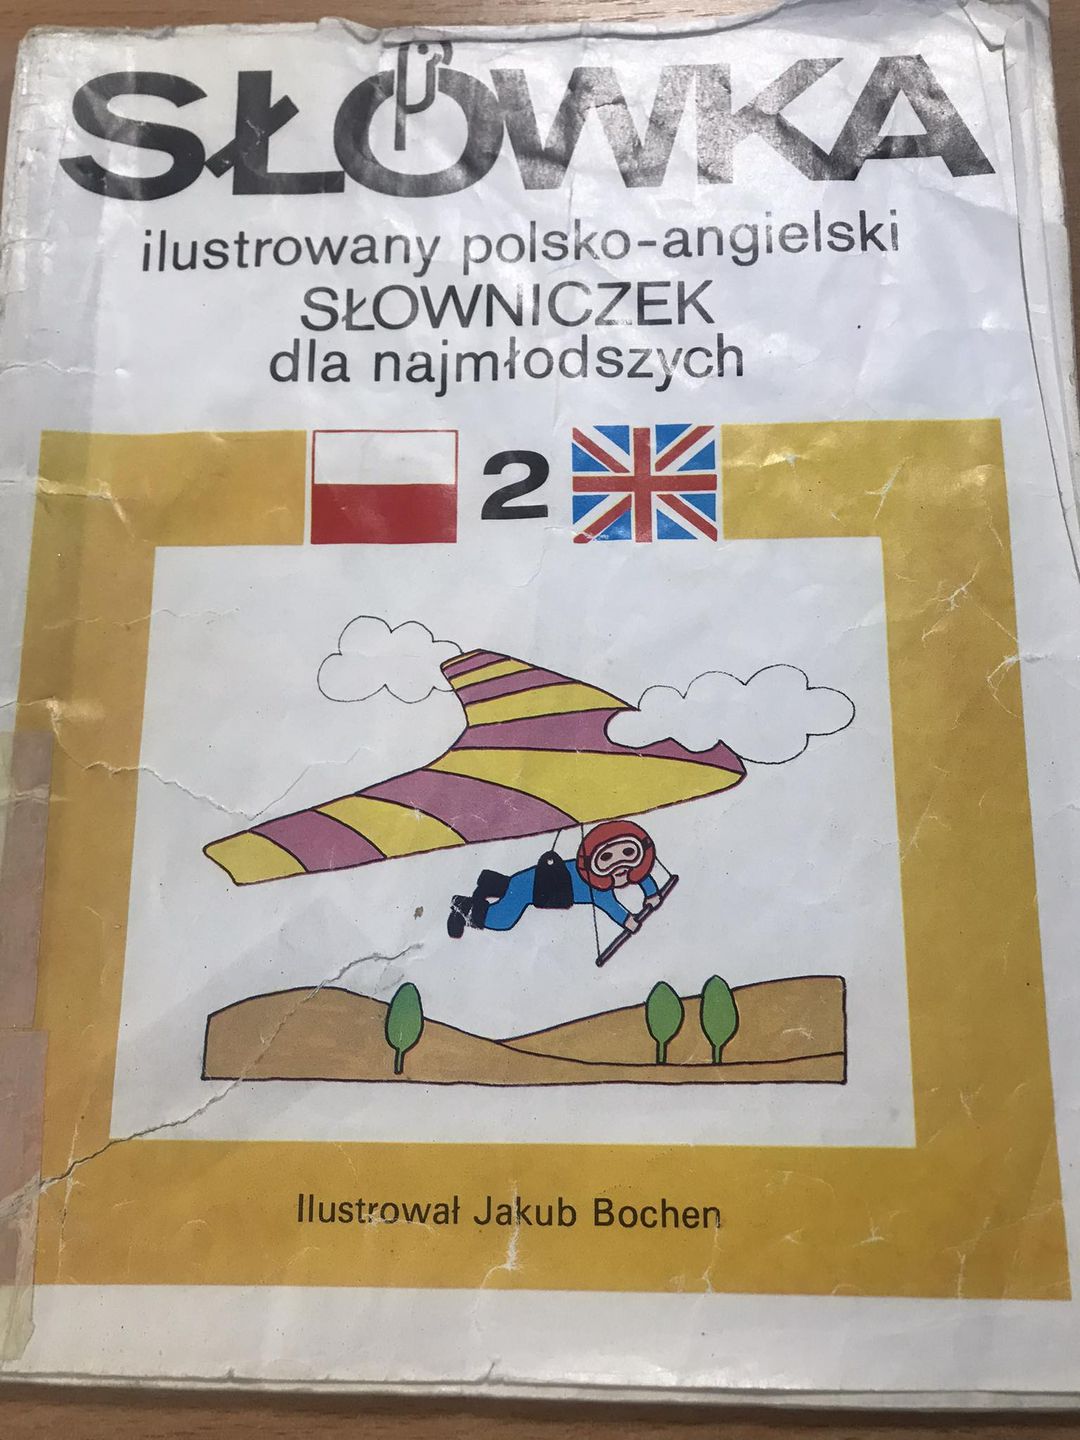 SŁÓWKA
ilustrowany polsko-angielski
SŁOWNICZEK
dla najmłodszych
2
Ilustrował Jakub Bochen